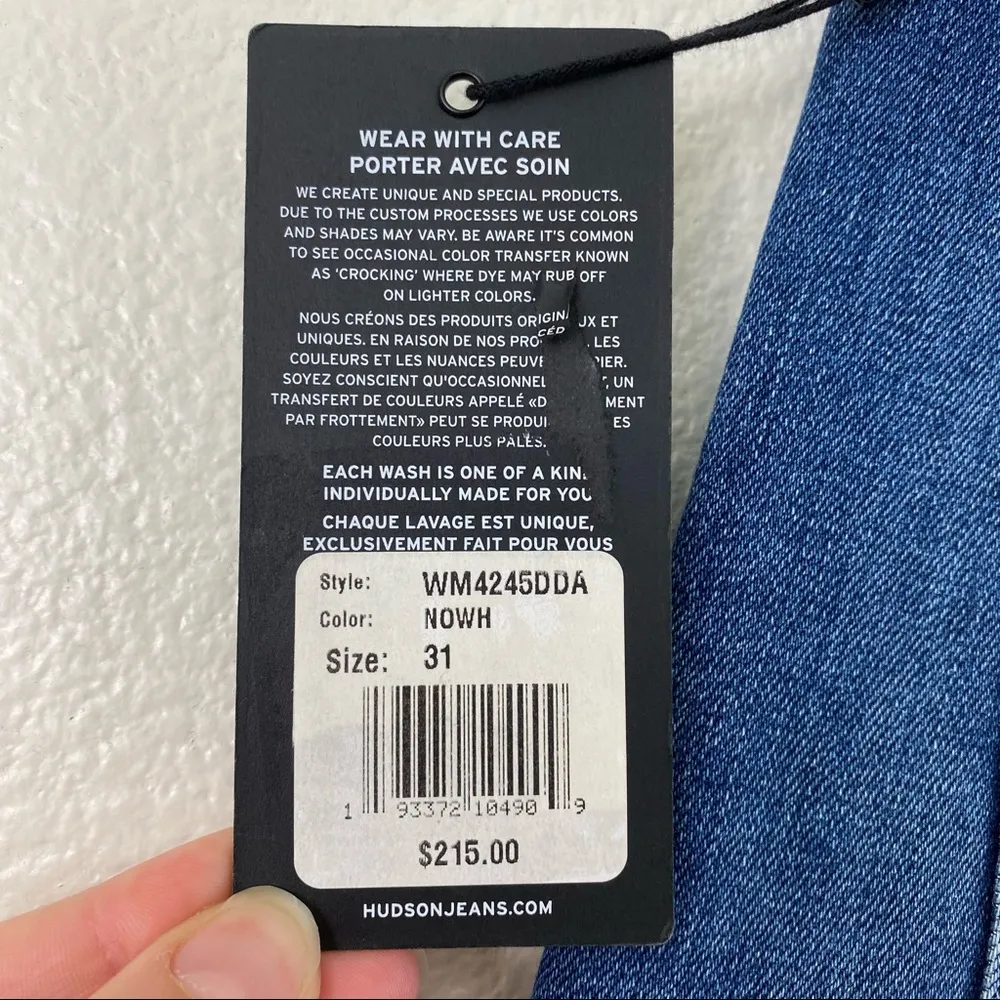 WEAR WITH CARE
PORTER AVEC SOIN
WE CREATE UNIQUE AND SPECIAL PRODUCTS.
DUE TO THE CUSTOM PROCESSES WE USE COLORS
AND SHADES MAY VARY. BE AWARE IT'S COMMON
TO SEE OCCASIONAL COLOR TRANSFER KNOWN
AS 'CROCKING' WHERE DYE MAY RUB OFF
ON LIGHTER COLORS.
NOUS CRÉONS DES PRODUITS ET
UNIQUES. EN RAISON DE NOS LES
COULEURS ET LES NUANCES
SOYEZ CONSCIENT UN
TRANSFERT DE COULEURS APPELÉ
PAR FROTTEMENT» PEUT SE
COULEURS PLUS PÂLES.
EACH WASH IS ONE OF A
INDIVIDUALLY MADE FOR YOU
CHAQUE LAVAGE EST UNIQUE,
EXCLUSIVEMENT FAIT POUR VOUS
Style: WM4245DDA
Color: NOWH
Size: 31
1 93372 10490 9
$215.00
HUDSONJEANS.COM